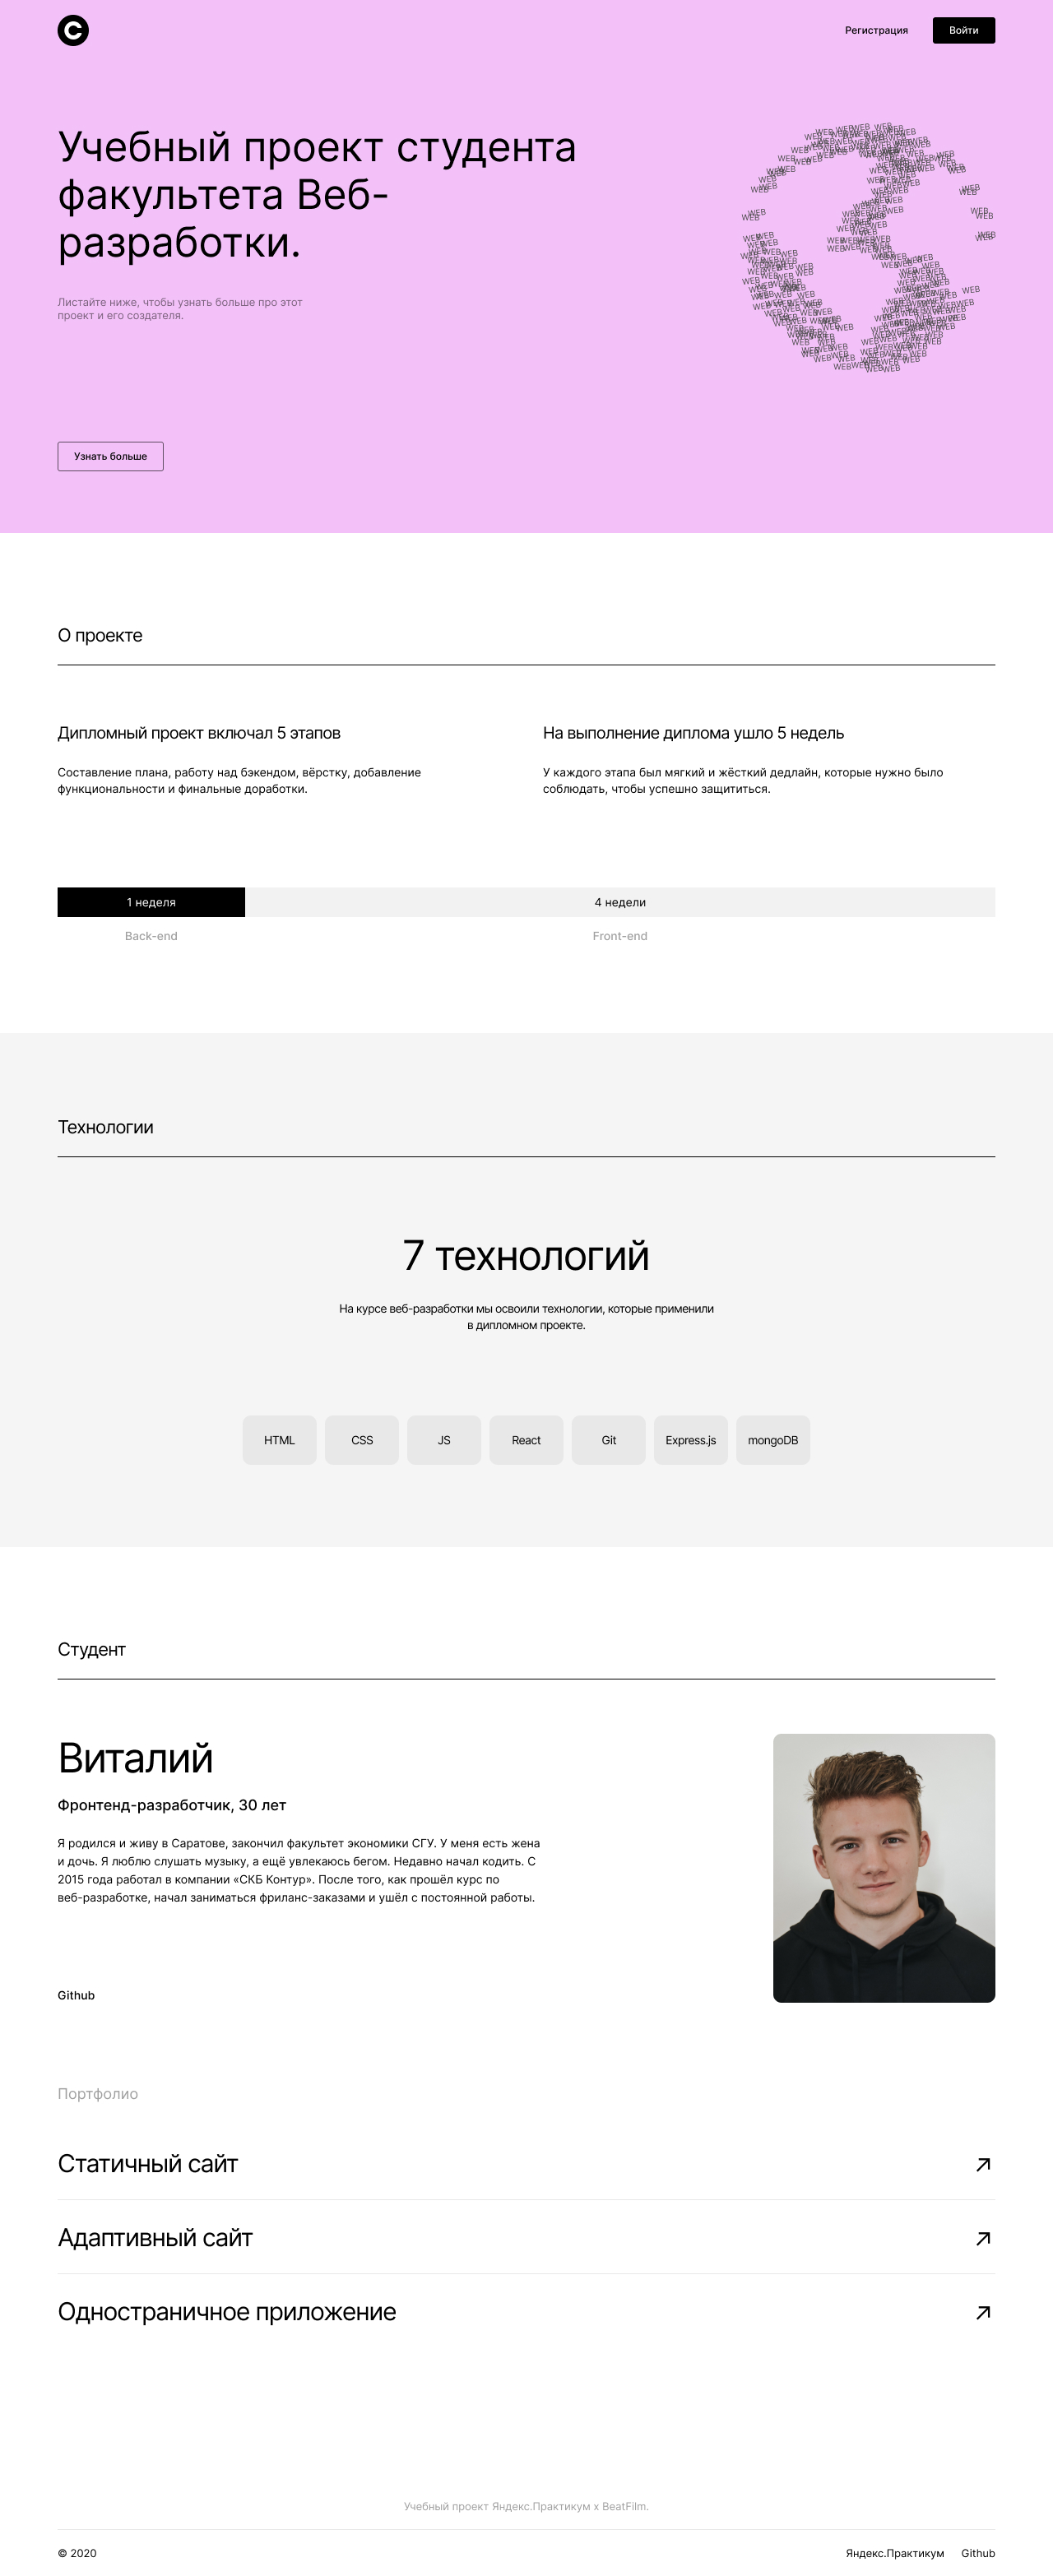 C
Регистрация
Войти
Учебный проект студента
факультета Веб-
разработки.
Листайте ниже, чтобы узнать больше про этот
проект и его создателя.
Узнать больше
О проекте
Дипломный проект включал 5 этапов
Составление плана, работу над бэкендом, вёрстку, добавление
функциональности и финальные доработки.
На выполнение диплома ушло 5 недель
У каждого этапа был мягкий и жёсткий дедлайн, которые нужно было
соблюдать, чтобы успешно защититься.
1 неделя
4 недели
Back-end
Front-end
Технологии
7 технологий
На курсе веб-разработки мы освоили технологии, которые применили
в дипломном проекте.
HTML
CSS
JS
React
Git
Express.js
mongoDB
Студент
Виталий
Фронтенд-разработчик, 30 лет
Я родился и живу в Саратове, закончил факультет экономики СГУ. У меня есть жена
и дочь. Я люблю слушать музыку, а ещё увлекаюсь бегом. Недавно начал кодить. С
2015 года работал в компании «СКБ Контур». После того, как прошёл курс по
веб-разработке, начал заниматься фриланс-заказами и ушёл с постоянной работы.
Github
Портфолио
Статичный сайт
Адаптивный сайт
Одностраничное приложение
Учебный проект Яндекс.Практикум х BeatFilm.
© 2020
Яндекс.Практикум
Github